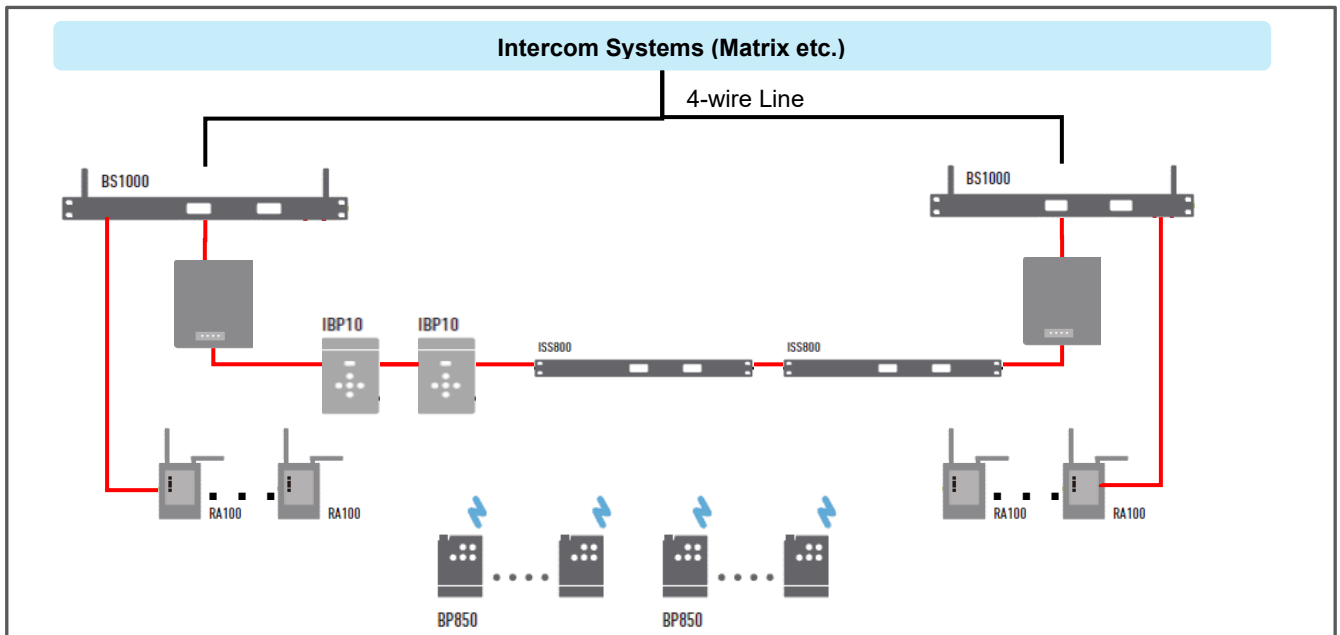 Intercom Systems (Matrix etc.)
4-wire Line
BS1000
BS1000
IBP10
IBP10
ISS800
ISS800
RA100
RA100
RA100
RA100
BP850
BP850